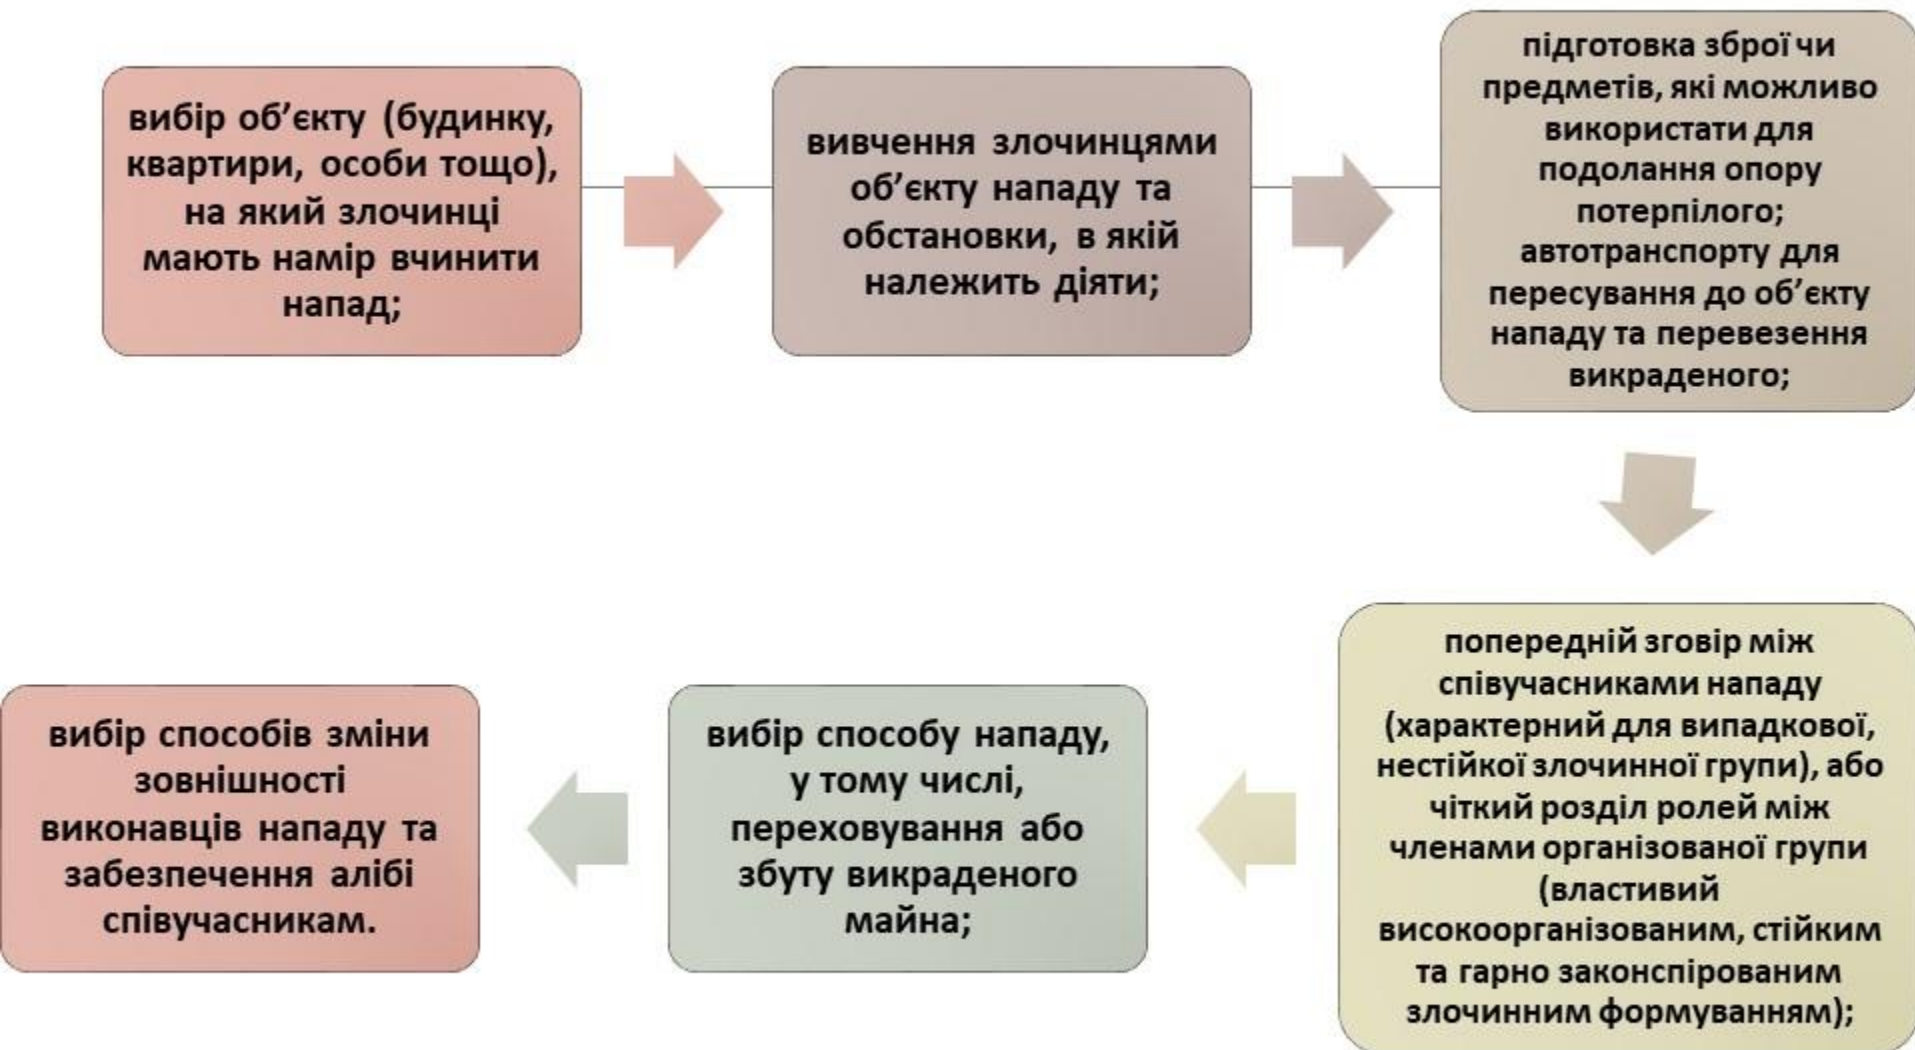 вибір об’єкту (будинку,
квартири, особи тощо),
на який злочинці
мають намір вчинити
напад;
вивчення злочинцями
об’єкту нападу та
обстановки, в якій
належить діяти;
підготовка зброї чи
предметів, які можливо
використати для
подолання опору
потерпілого;
автотранспорту для
пересування до об’єкту
нападу та перевезення
викраденого;
попередній зговір між
співучасниками нападу
(характерний для випадкової,
нестійкої злочинної групи), або
чіткий розділ ролей між
членами організованої групи
(властивий
високоорганізованим, стійким
та гарно законспірованим
злочинним формуванням);
вибір способу нападу,
у тому числі,
переховування або
збуту викраденого
майна;
вибір способів зміни
зовнішності
виконавців нападу та
забезпечення алібі
співучасникам.